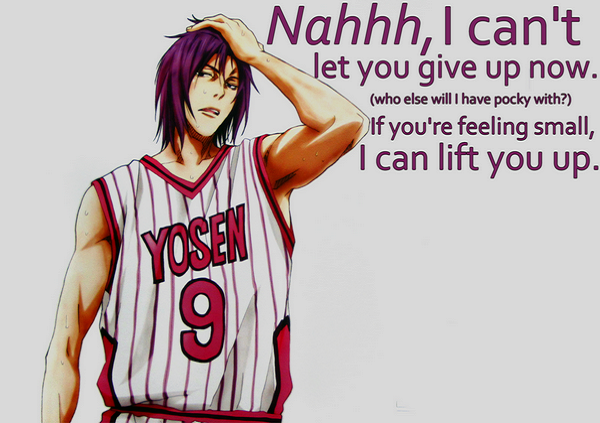 Nahhh, I can't
let you give up now.
(who else will I have pocky with?)
If you're feeling small,
I can lift you up.
YOSEN
9